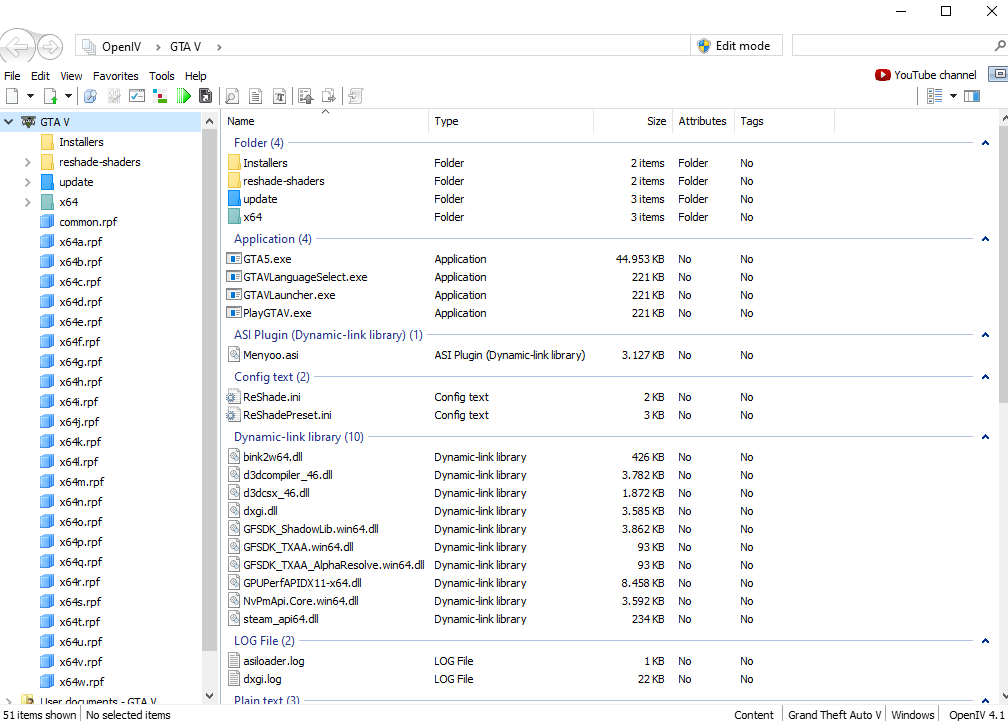 OpenIV > GTA V >
Edit mode
File Edit View Favorites Tools Help
YouTube channel
GTA V
Installers
reshade-shaders
update
x64
common.rpf
x64a.rpf
x64b.rpf
x64c.rpf
x64d.rpf
x64e.rpf
x64f.rpf
x64g.rpf
x64h.rpf
x64i.rpf
x64j.rpf
x64k.rpf
x64l.rpf
x64m.rpf
x64n.rpf
x64o.rpf
x64p.rpf
x64q.rpf
x64r.rpf
x64s.rpf
x64t.rpf
x64u.rpf
x64v.rpf
x64w.rpf
User documents - GTA V
Name Type Size Attributes Tags
Folder (4)
Installers Folder 2 items Folder No
reshade-shaders Folder 2 items Folder No
update Folder 3 items Folder No
x64 Folder 3 items Folder No
Application (4)
GTA5.exe Application 44.953 KB No No
GTAVLanguageSelect.exe Application 221 KB No No
GTAVLauncher.exe Application 221 KB No No
PlayGTAV.exe Application 221 KB No No
ASI Plugin (Dynamic-link library) (1)
Menyoo.asi ASI Plugin (Dynamic-link library) 3.127 KB No No
Config text (2)
ReShade.ini Config text 2 KB No No
ReShadePreset.ini Config text 3 KB No No
Dynamic-link library (10)
bink2w64.dll Dynamic-link library 426 KB No No
d3dcompiler_46.dll Dynamic-link library 3.782 KB No No
d3dcsx_46.dll Dynamic-link library 1.872 KB No No
dxgi.dll Dynamic-link library 3.585 KB No No
GFSDK_ShadowLib.win64.dll Dynamic-link library 3.862 KB No No
GFSDK_TXAA.win64.dll Dynamic-link library 93 KB No No
GFSDK_TXAA_AlphaResolve.win64.dll Dynamic-link library 93 KB No No
GPUPerfAPIDX11-x64.dll Dynamic-link library 8.458 KB No No
NvPmApi.Core.win64.dll Dynamic-link library 3.592 KB No No
steam_api64.dll Dynamic-link library 234 KB No No
LOG File (2)
asiloader.log LOG File 1 KB No No
dxgi.log LOG File 22 KB No No
Plain text (3)
51 items shown No selected items Content Grand Theft Auto V Windows OpenIV 4.1